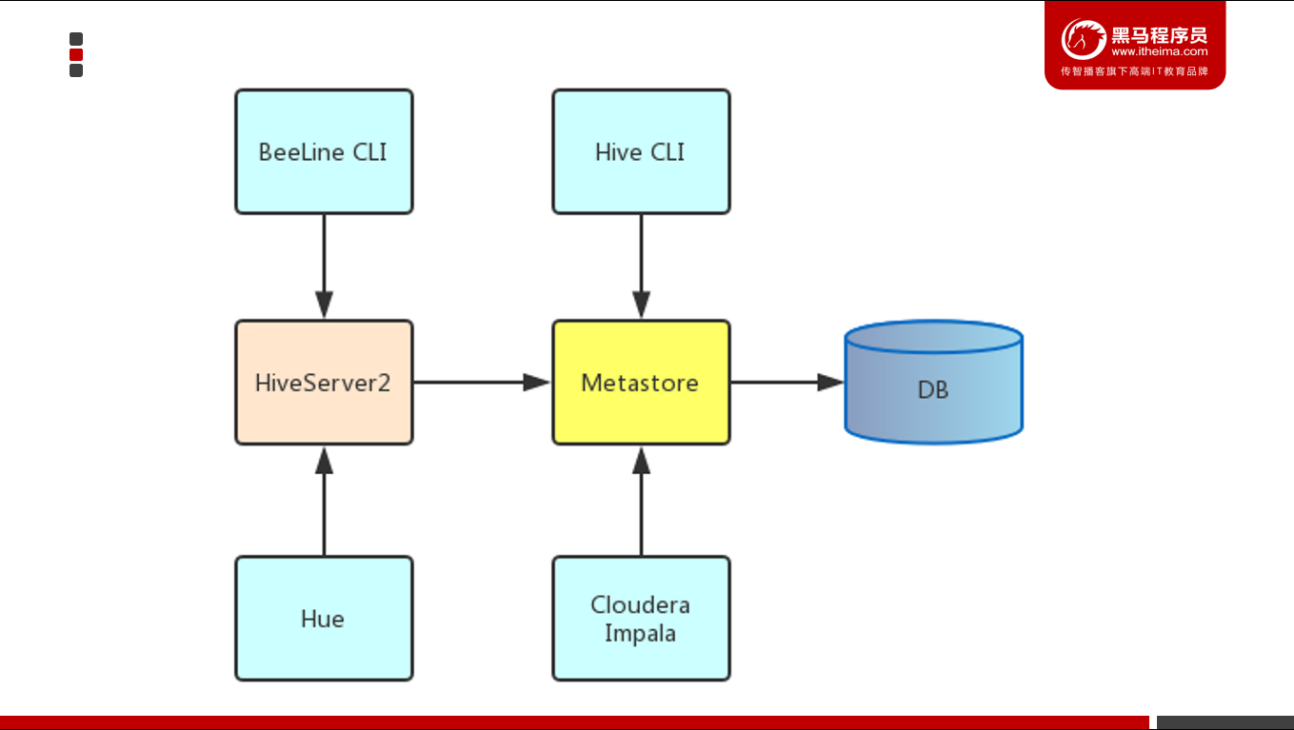 黑马程序员
www.itheima.com
传智播客旗下高端IT教育品牌
BeeLine CLI
Hive CLI
HiveServer2
Metastore
DB
Hue
Cloudera
Impala